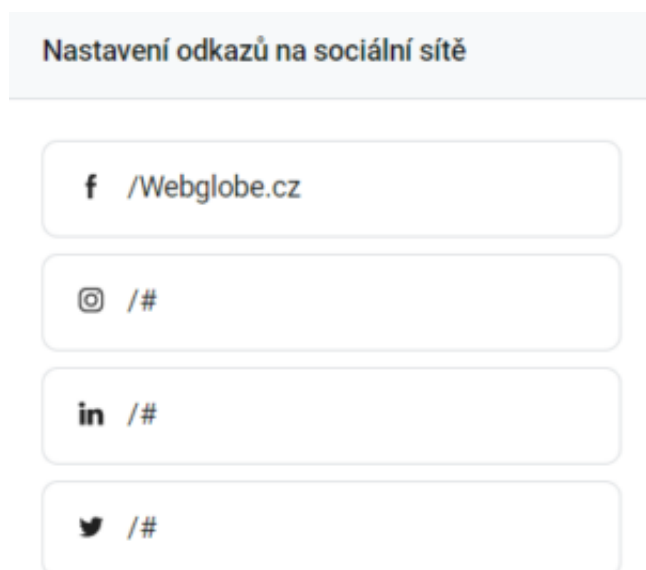 Nastavení odkazů na sociální sítě
f /Webglobe.cz
/#
in /#
/#